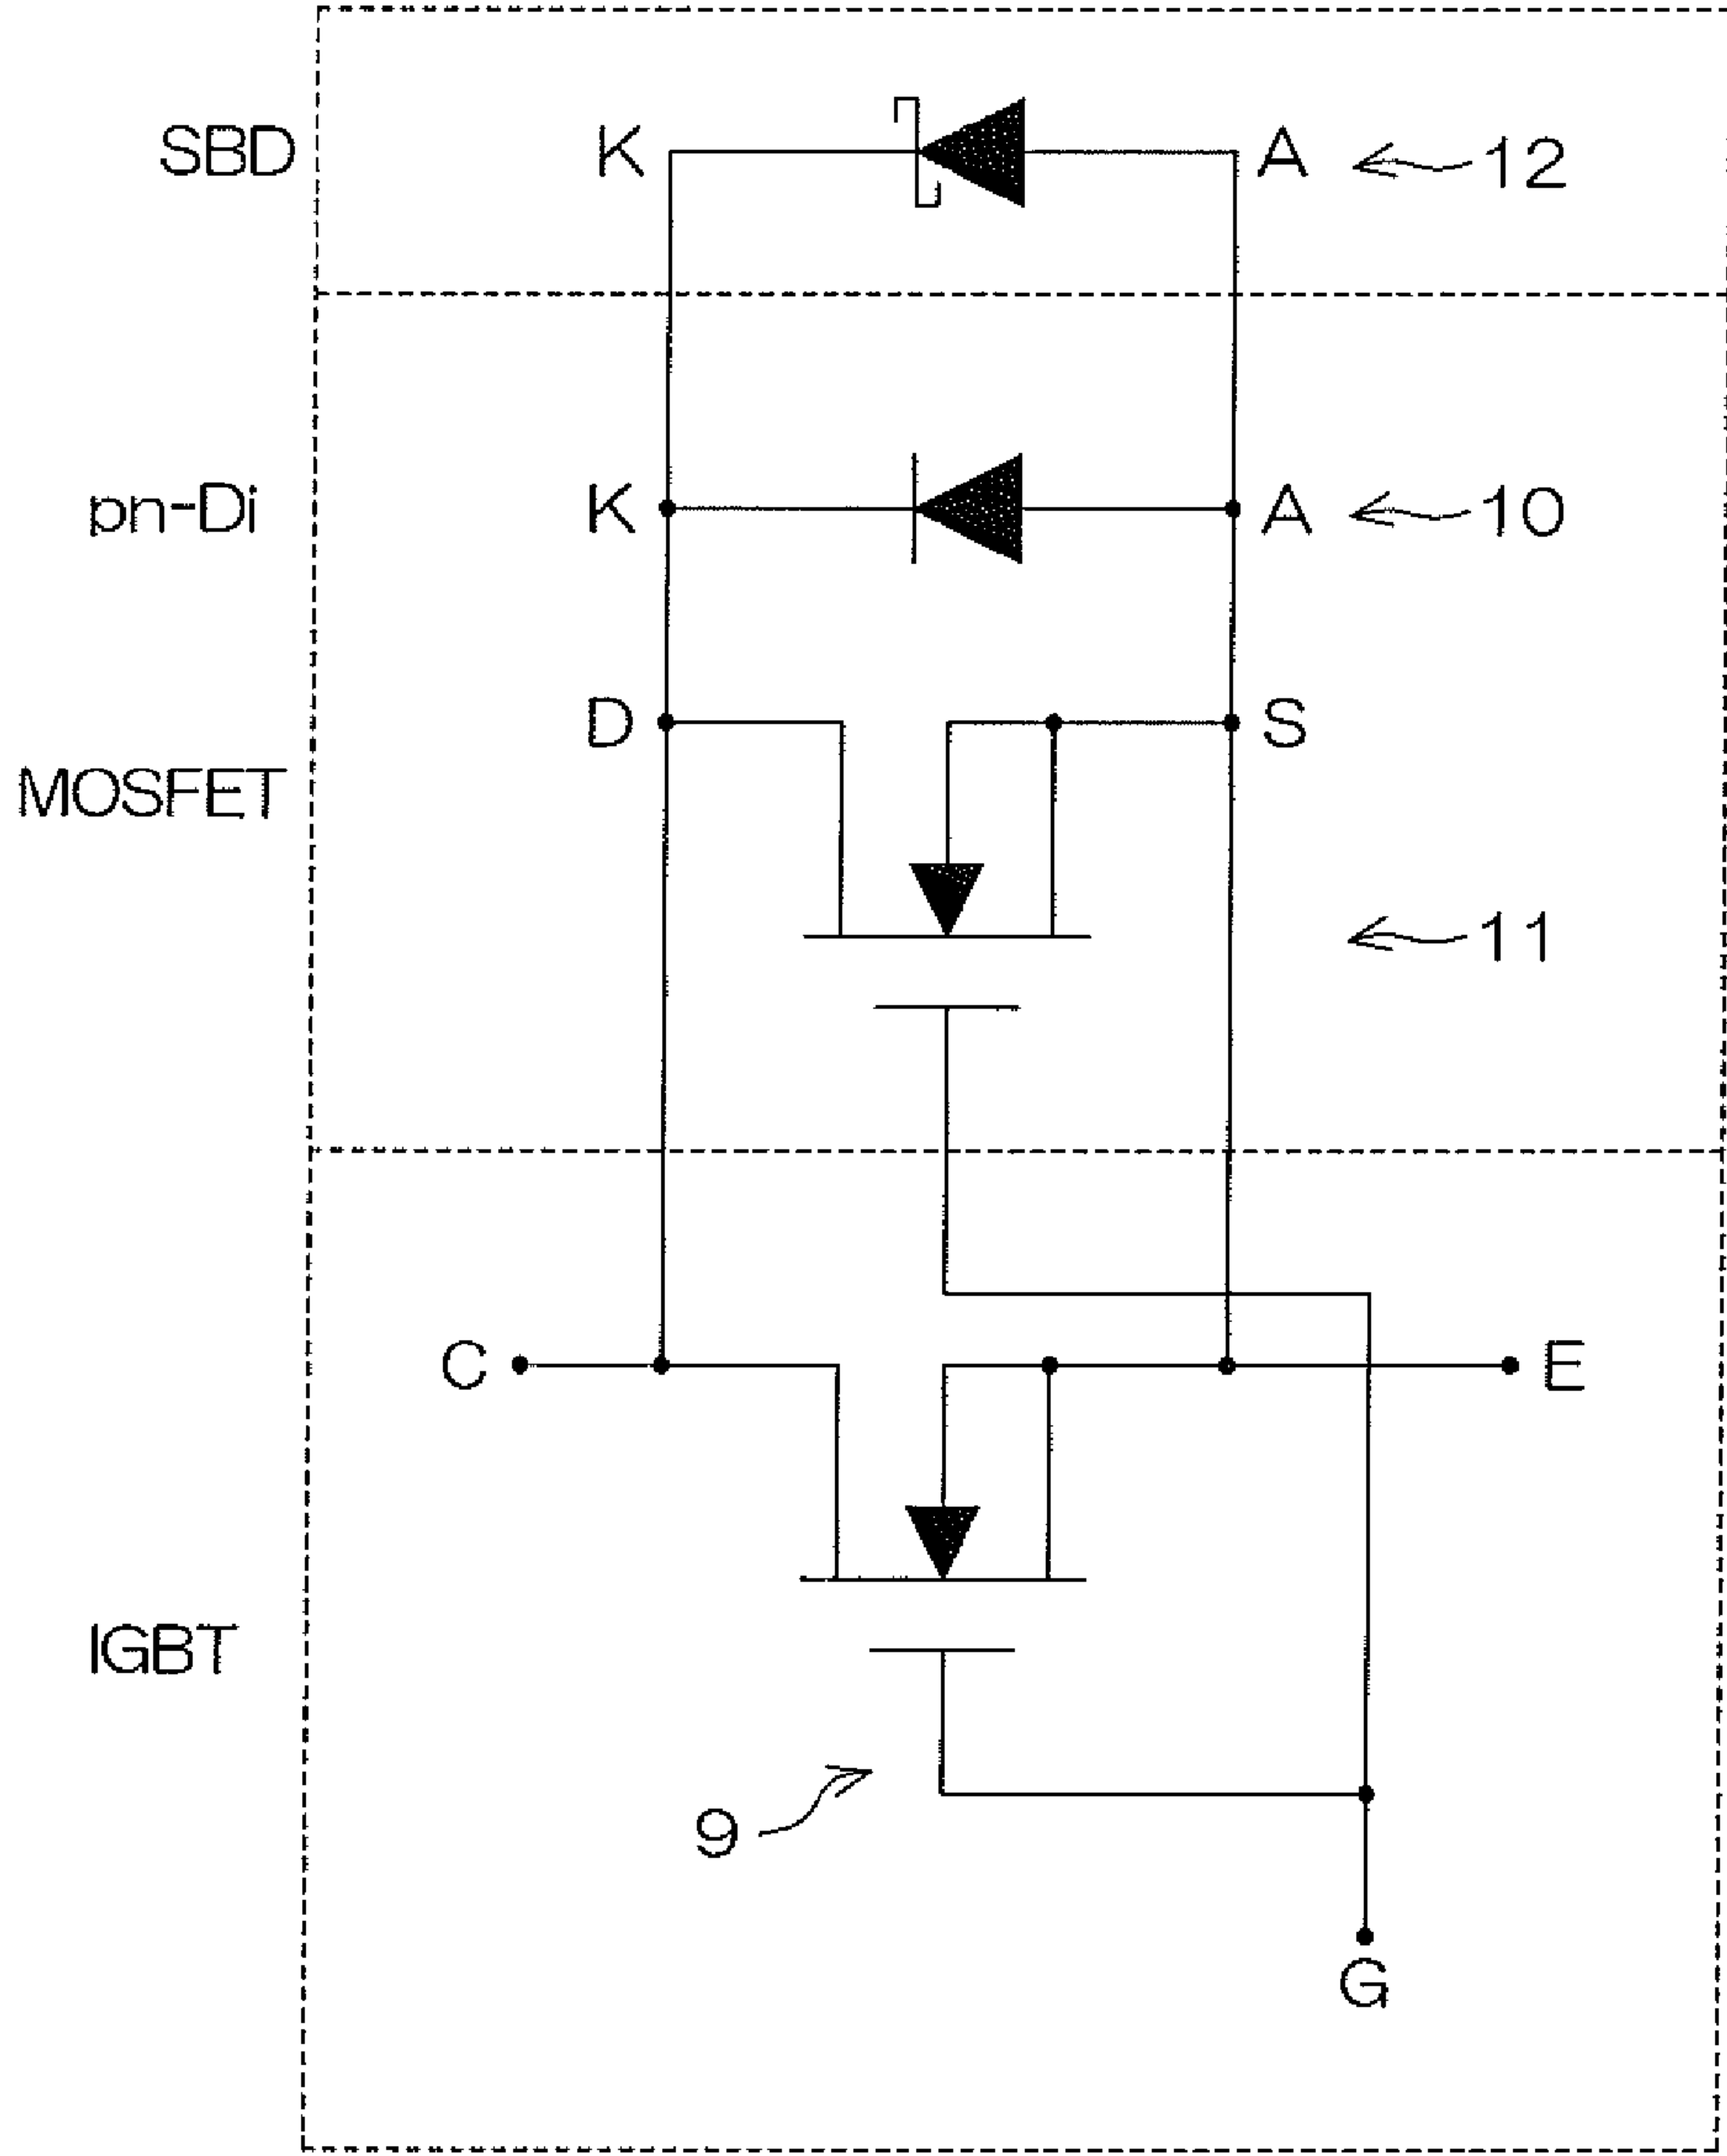 SBD K A 12
pn-Di K A 10
D S
MOSFET
11
C E
IGBT
9
G